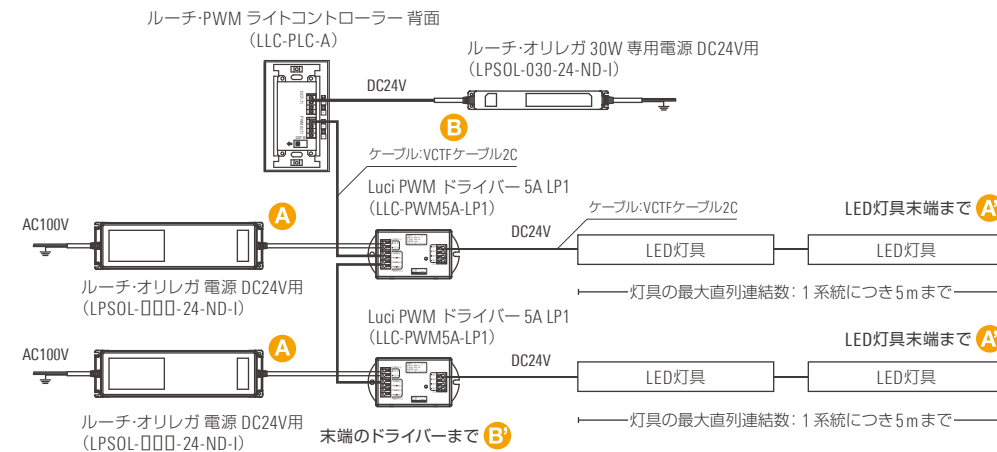 ルーチ・PWM ライトコントローラー 背面
（LLC-PLC-A）
ルーチ・オリレガ 30W 専用電源 DC24V用
（LPSOL-030-24-ND-I）
DC24V
B
ケーブル：VCTFケーブル2C
Luci PWM ドライバー 5A LP1
（LLC-PWM5A-LP1）
ケーブル：VCTFケーブル2C
LED灯具末端まで A'
A
AC100V
DC24V
LED灯具
LED灯具
ルーチ・オリレガ 電源 DC24V用
（LPSOL-□□□-24-ND-I）
灯具の最大直列連結数：1系統につき5mまで
Luci PWM ドライバー 5A LP1
（LLC-PWM5A-LP1）
LED灯具末端まで A'
A
AC100V
DC24V
LED灯具
LED灯具
ルーチ・オリレガ 電源 DC24V用
（LPSOL-□□□-24-ND-I）
末端のドライバーまで B'
灯具の最大直列連結数：1系統につき5mまで